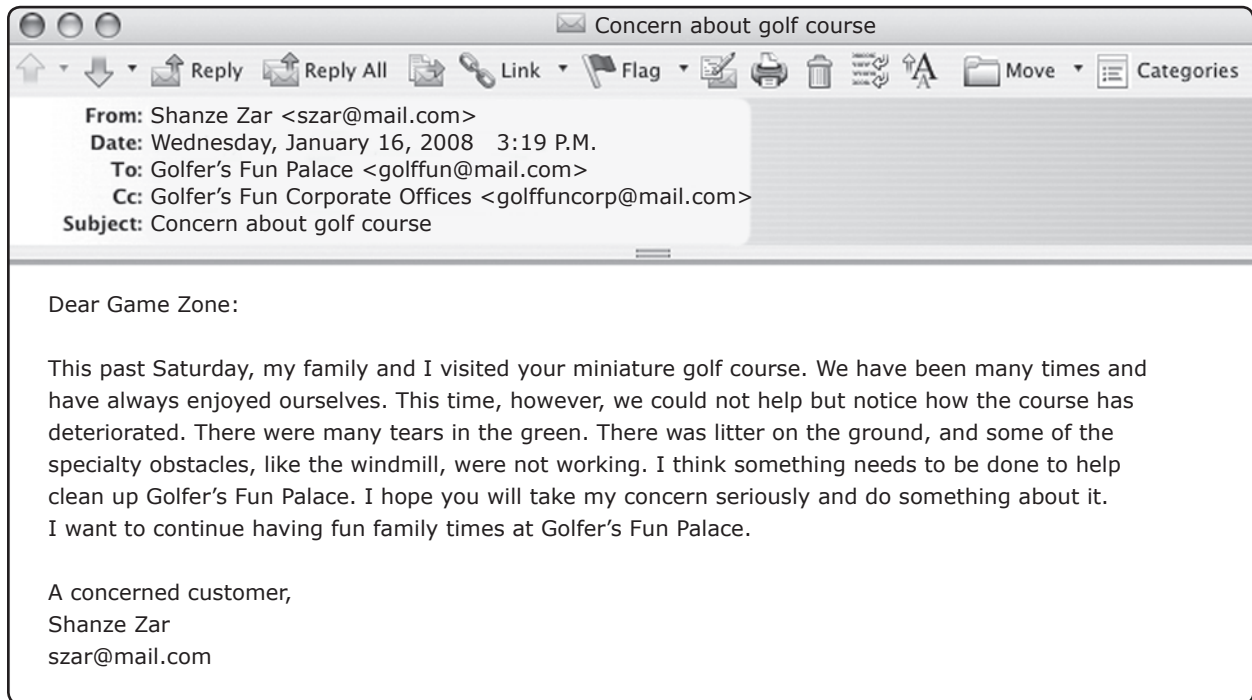 Concern about golf course
Reply Reply All Link Flag Move Categories
From: Shanze Zar <szar@mail.com>
Date: Wednesday, January 16, 2008 3:19 P.M.
To: Golfer's Fun Palace <golffun@mail.com>
Cc: Golfer's Fun Corporate Offices <golffuncorp@mail.com>
Subject: Concern about golf course
Dear Game Zone:
This past Saturday, my family and I visited your miniature golf course. We have been many times and
have always enjoyed ourselves. This time, however, we could not help but notice how the course has
deteriorated. There were many tears in the green. There was litter on the ground, and some of the
specialty obstacles, like the windmill, were not working. I think something needs to be done to help
clean up Golfer’s Fun Palace. I hope you will take my concern seriously and do something about it.
I want to continue having fun family times at Golfer’s Fun Palace.
A concerned customer,
Shanze Zar
szar@mail.com